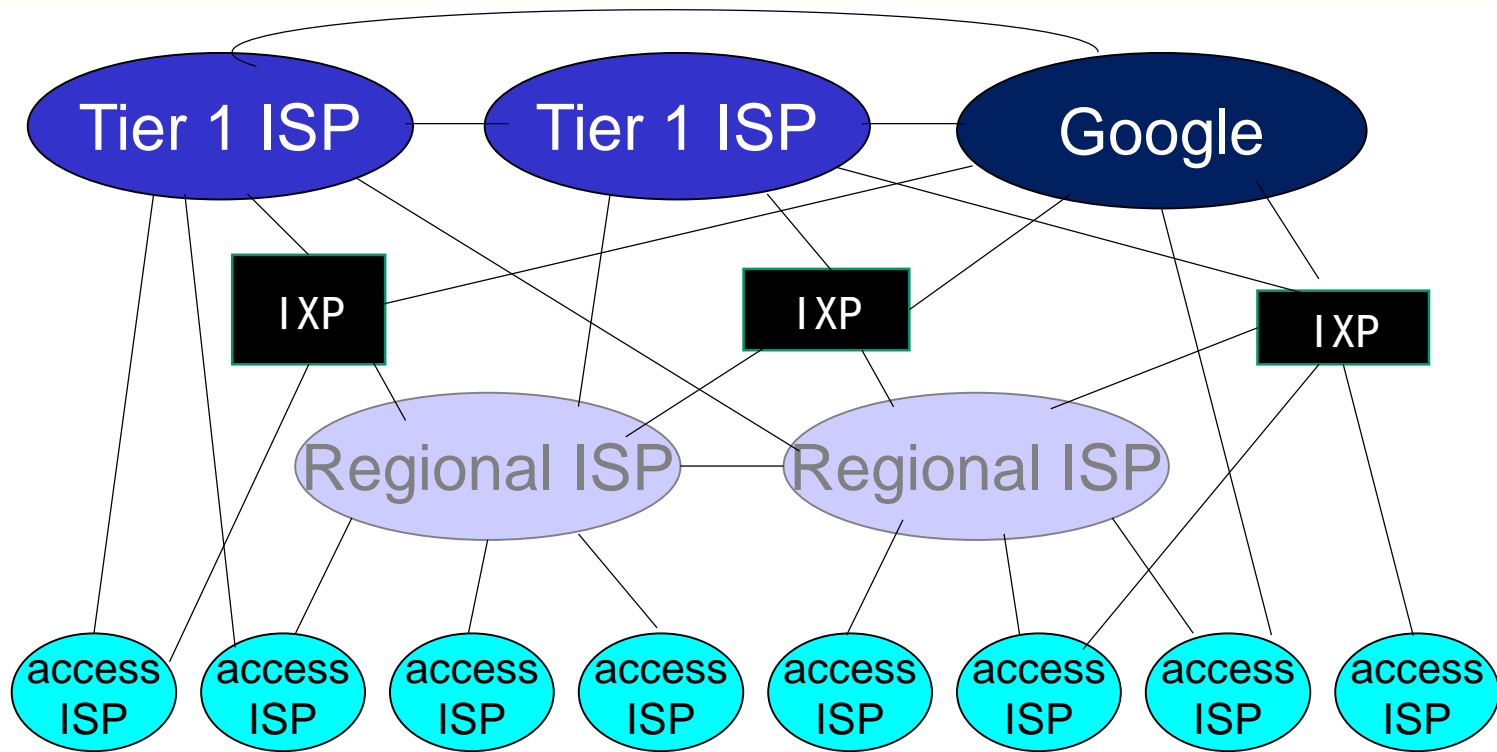 Tier 1 ISP
Tier 1 ISP
Google
IXP
IXP
IXP
Regional ISP
Regional ISP
access
ISP
access
ISP
access
ISP
access
ISP
access
ISP
access
ISP
access
ISP
access
ISP